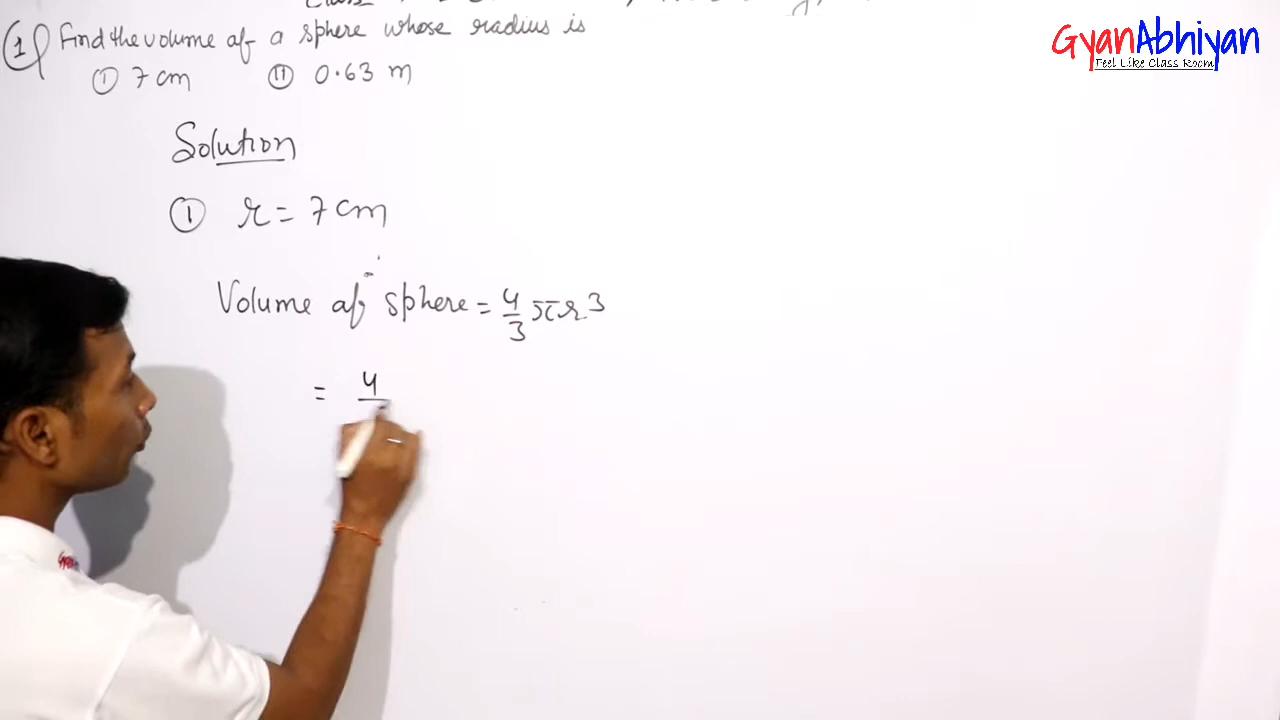 ① Find the volume of a sphere whose radius is
Ⓘ 7 cm Ⓘⓘ 0.63 m
GyanAbhiyan
Feel Like Class Room
Solution
Ⓘ r = 7 cm
Volume of sphere = 4/3 πr³
= 4